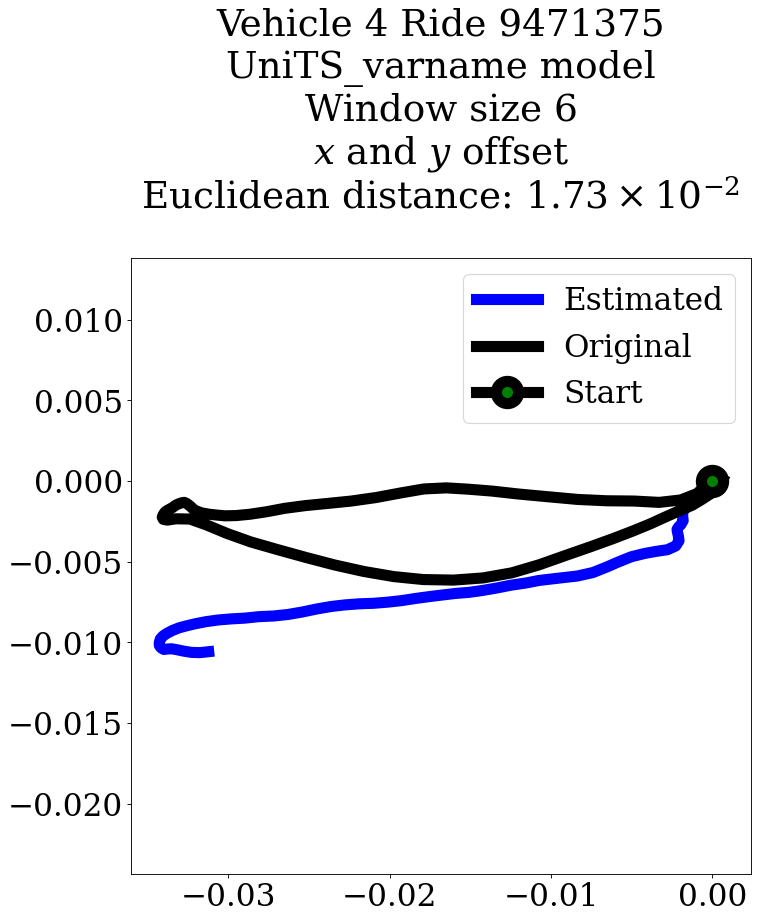 Vehicle 4 Ride 9471375
UniTS_varname model
Window size 6
x and y offset
Euclidean distance: 1.73 × 10⁻²
Estimated
Original
Start
0.010
0.005
0.000
−0.005
−0.010
−0.015
−0.020
−0.03
−0.02
−0.01
0.00